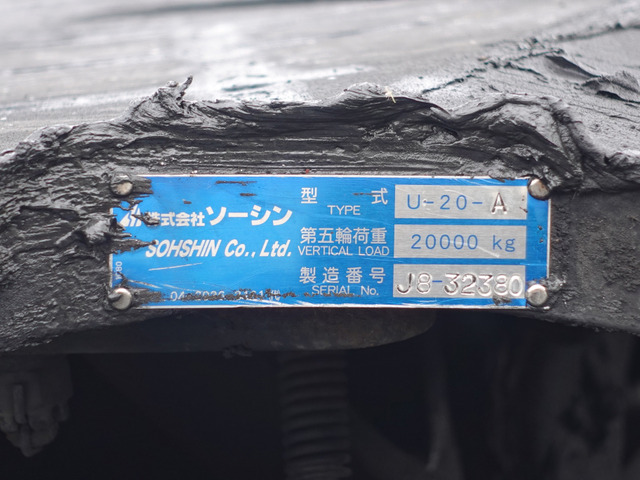 型 式 U-20-A
TYPE
株式会社 ソーシン
SOHSHIN Co., Ltd.
第五輪荷重 20000 kg
VERTICAL LOAD
製造番号 J8-32380
SERIAL No.